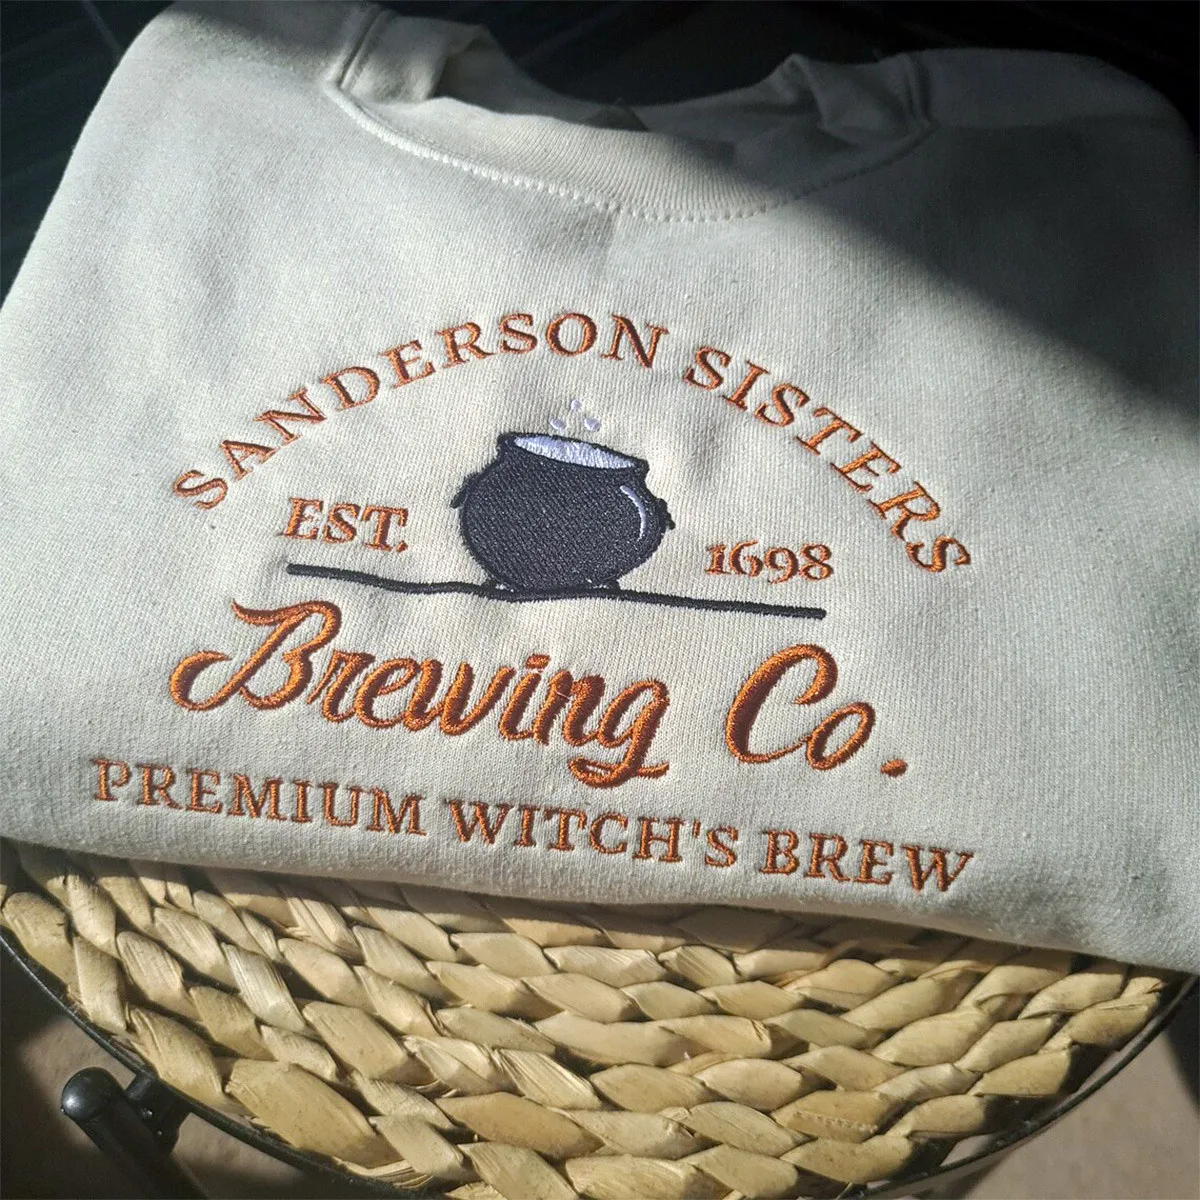 SANDERSON SISTERS
EST. 1698
Brewing Co.
PREMIUM WITCH'S BREW